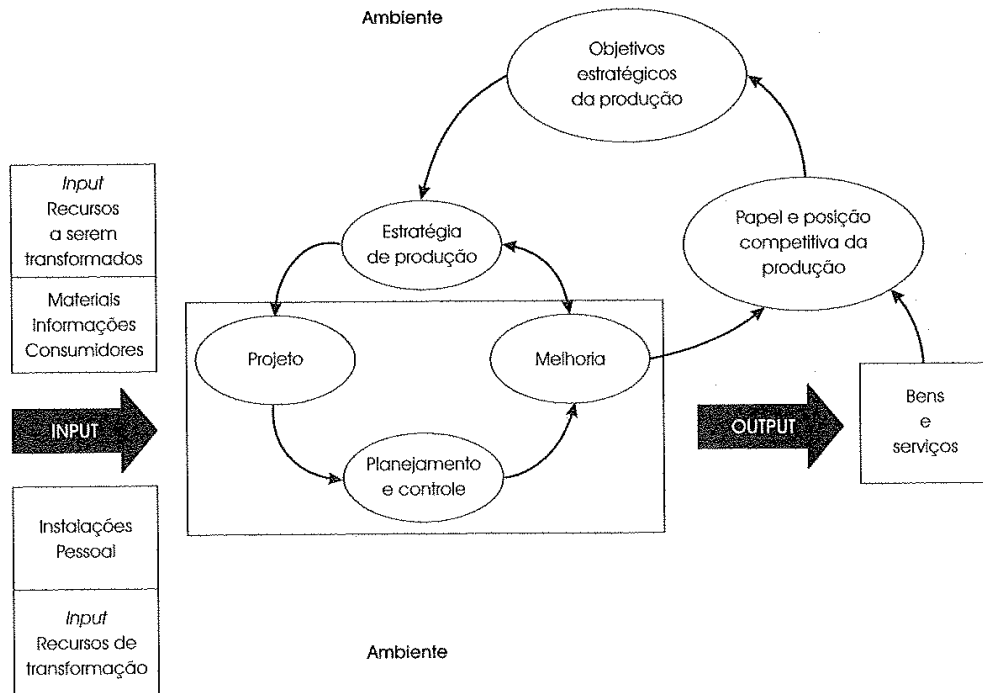 Ambiente
Objetivos
estratégicos
da produção
Input
Recursos
a serem
transformados
Materiais
Informações
Consumidores
Estratégia
de produção
Papel e posição
competitiva da
produção
Projeto
Melhoria
INPUT
OUTPUT
Bens
e
serviços
Planejamento
e controle
Instalações
Pessoal
Input
Recursos de
transformação
Ambiente